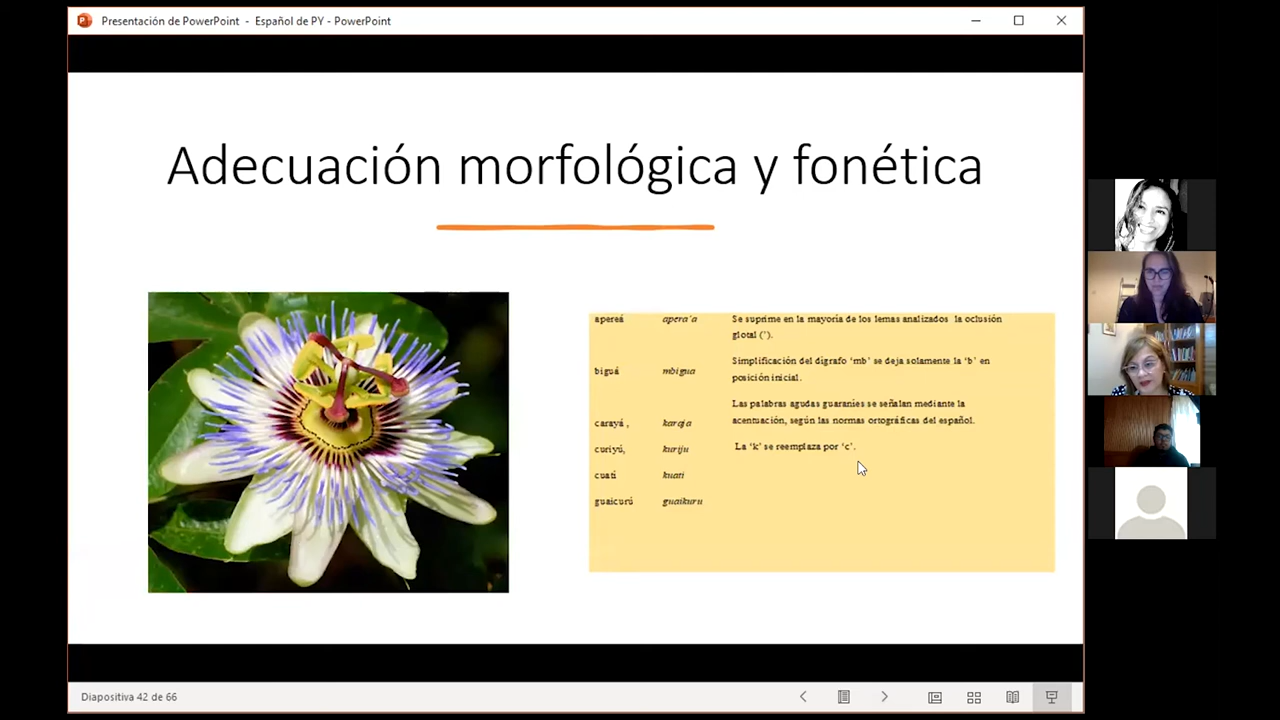 Presentación de PowerPoint - Español de PY - PowerPoint
Adecuación morfológica y fonética
apereá apera'a Se suprime en la mayoría de los lemas analizados la oclusión
glotal (').
biguá mbigua Simplificación del dígrafo 'mb' se deja solamente la 'b' en
posición inicial.
Las palabras agudas guaraníes se señalan mediante la
carayá , karaja acentuación, según las normas ortográficas del español.
curiyú, kuriju La 'k' se reemplaza por 'c'.
cuatí kuati
guaicurú guaikuru
Diapositiva 42 de 66